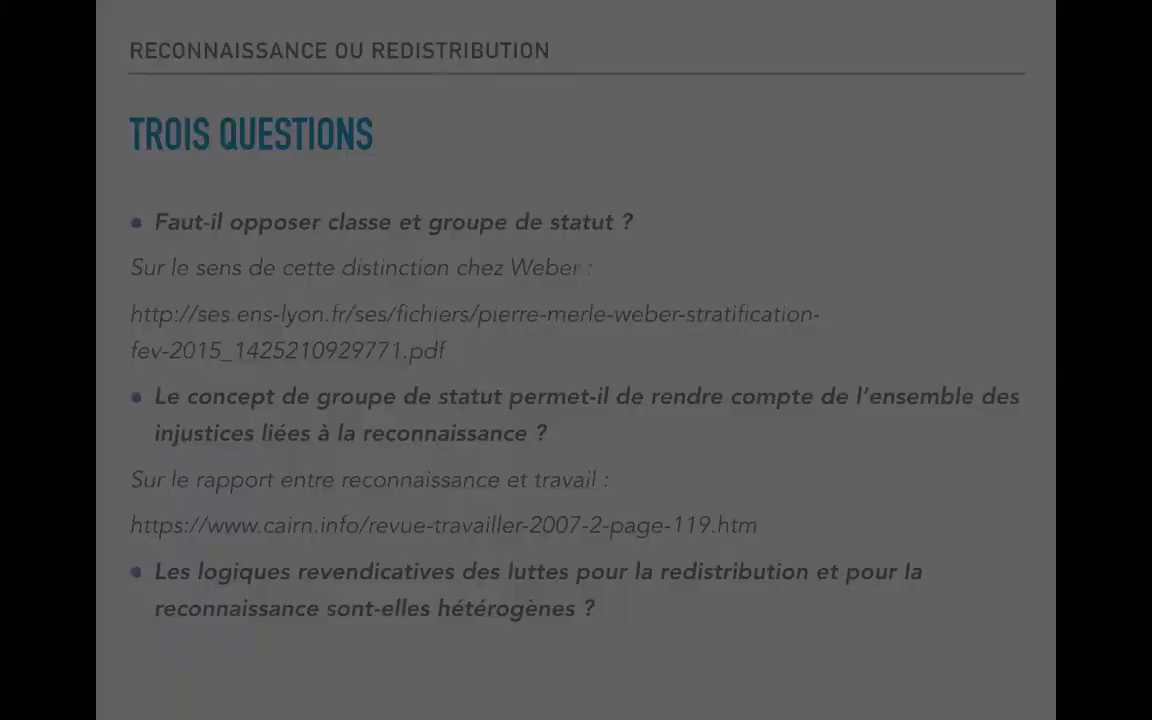 RECONNAISSANCE OU REDISTRIBUTION
TROIS QUESTIONS
• Faut-il opposer classe et groupe de statut ?
Sur le sens de cette distinction chez Weber :
http://ses.ens-lyon.fr/ses/fichiers/pierre-merle-weber-stratification-
fev-2015_1425210929771.pdf
• Le concept de groupe de statut permet-il de rendre compte de l’ensemble des
injustices liées à la reconnaissance ?
Sur le rapport entre reconnaissance et travail :
https://www.cairn.info/revue-travailler-2007-2-page-119.htm
• Les logiques revendicatives des luttes pour la redistribution et pour la
reconnaissance sont-elles hétérogènes ?